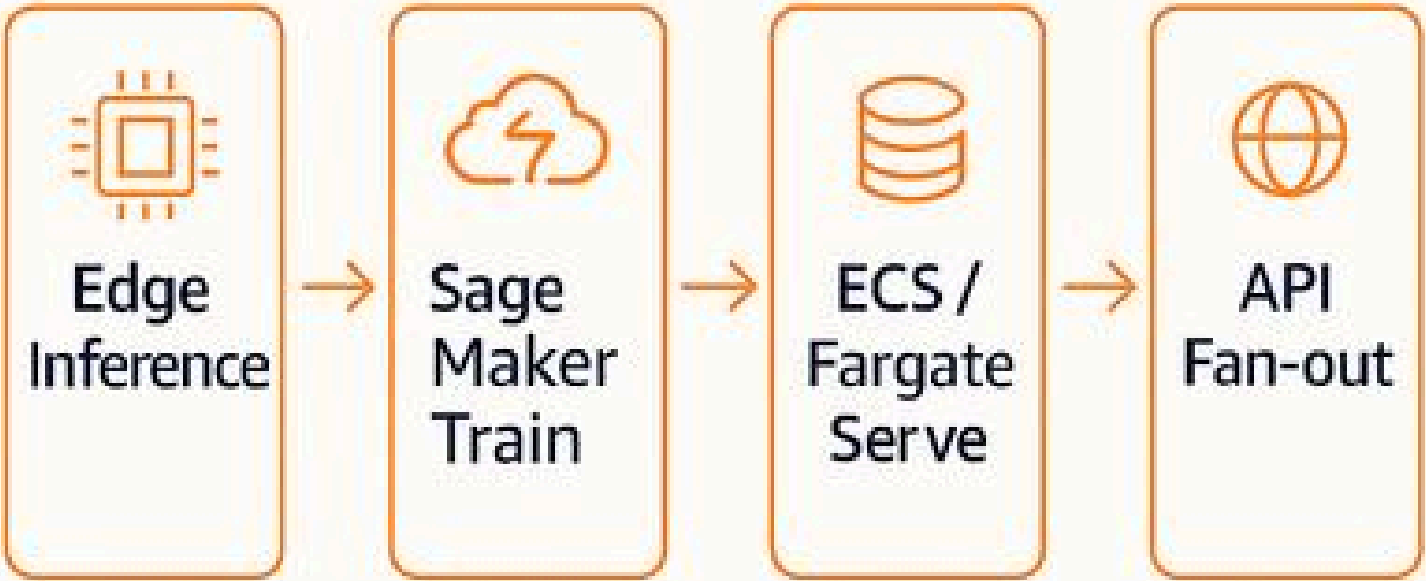 Edge
Inference
Sage
Maker
Train
ECS /
Fargate
Serve
API
Fan-out